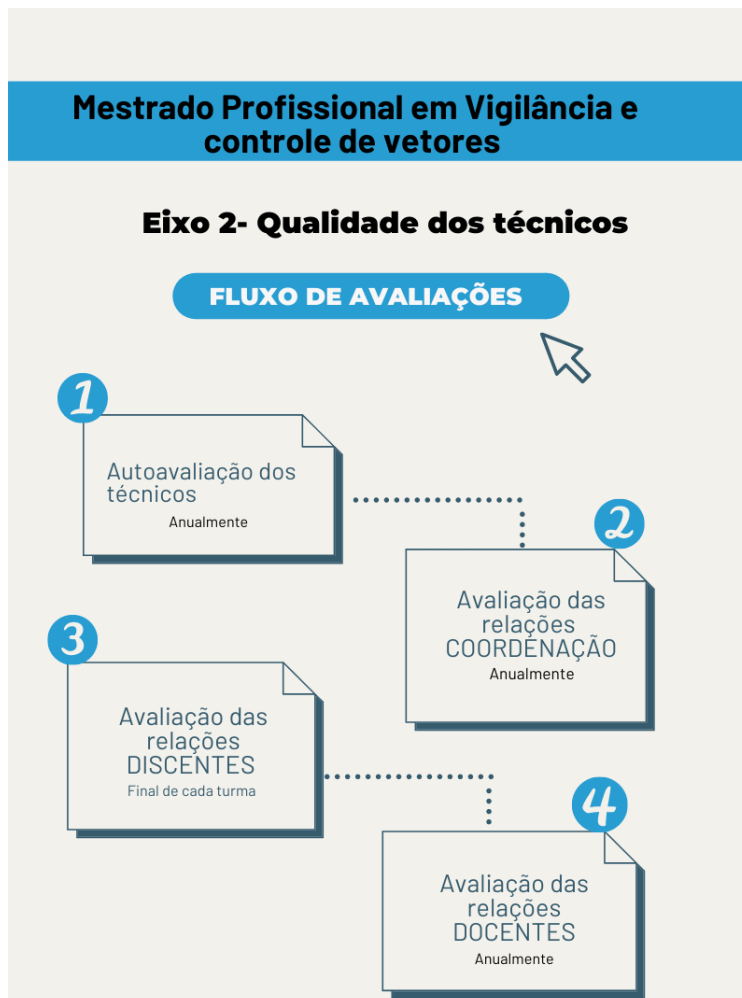 Mestrado Profissional em Vigilância e
controle de vetores
Eixo 2- Qualidade dos técnicos
FLUXO DE AVALIAÇÕES
1
Autoavaliação dos
técnicos
Anualmente
2
Avaliação das
relações
COORDENAÇÃO
Anualmente
3
Avaliação das
relações
DISCENTES
Final de cada turma
4
Avaliação das
relações
DOCENTES
Anualmente